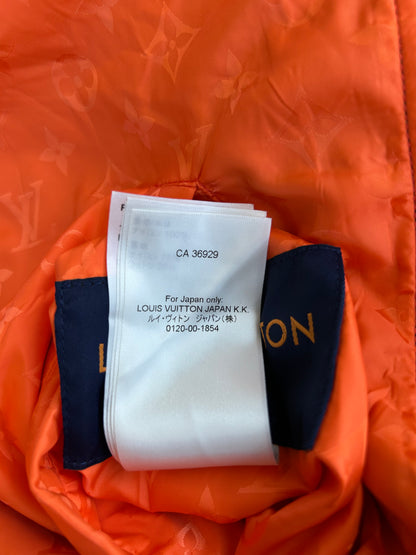 CA 36929
For Japan only:
LOUIS VUITTON JAPAN K.K.
ルイ・ヴィトン ジャパン(株)
0120-00-1854
L TON